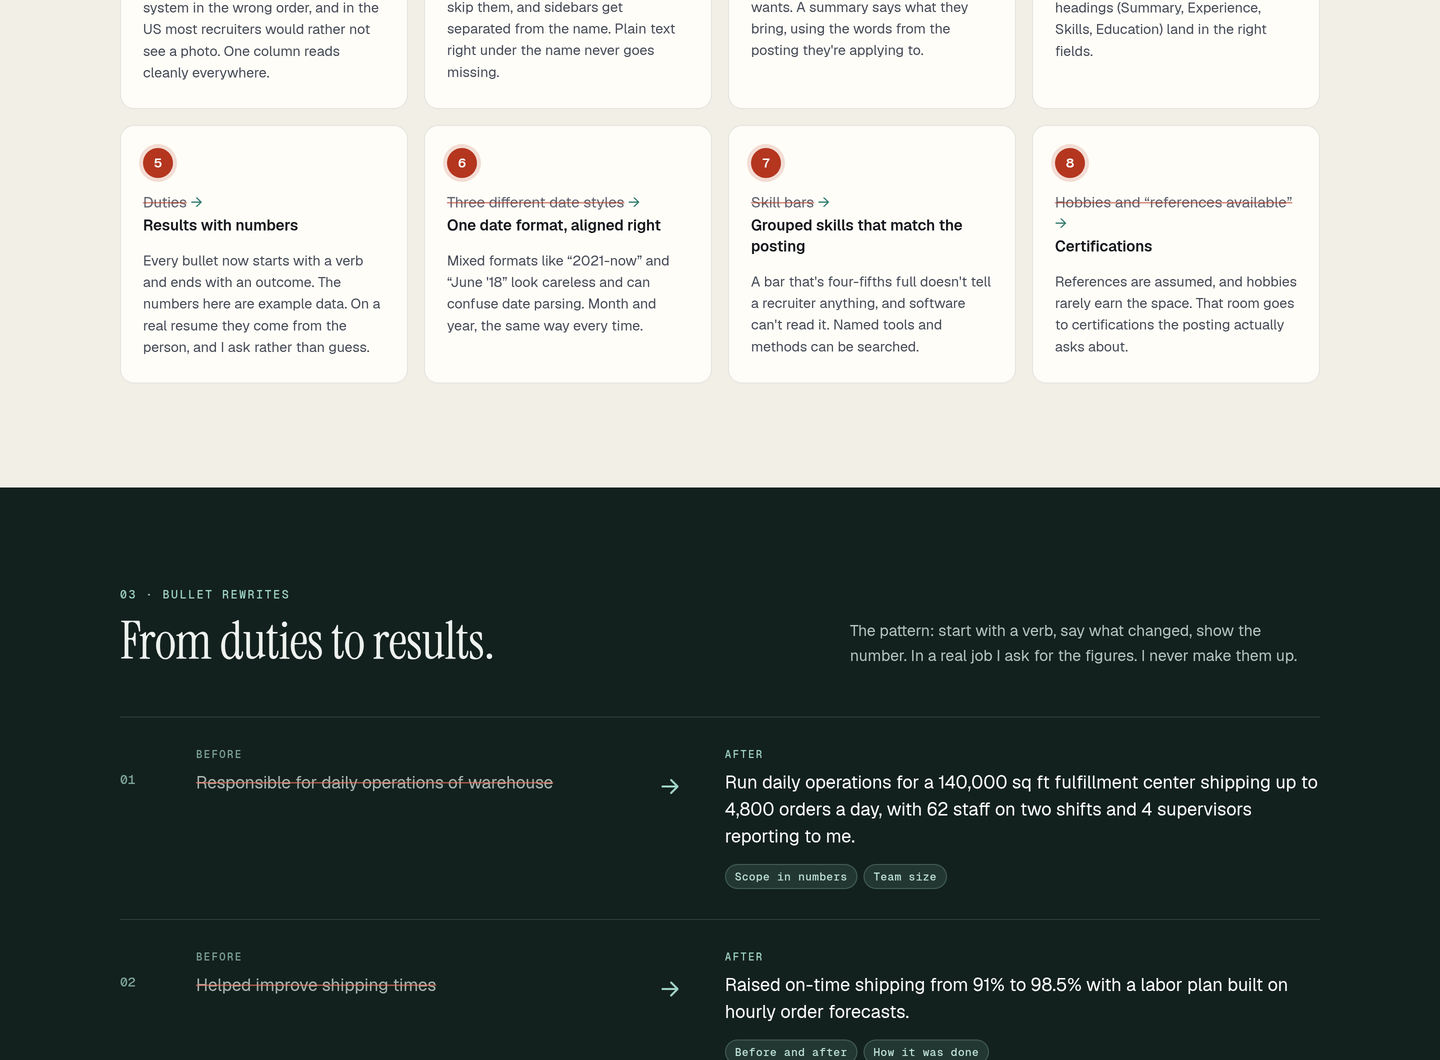 system in the wrong order, and in the
US most recruiters would rather not
see a photo. One column reads
cleanly everywhere.
skip them, and sidebars get
separated from the name. Plain text
right under the name never goes
missing.
wants. A summary says what they
bring, using the words from the
posting they're applying to.
headings (Summary, Experience,
Skills, Education) land in the right
fields.
5
Duties →
Results with numbers
Every bullet now starts with a verb
and ends with an outcome. The
numbers here are example data. On a
real resume they come from the
person, and I ask rather than guess.
6
Three different date styles →
One date format, aligned right
Mixed formats like “2021-now” and
“June '18” look careless and can
confuse date parsing. Month and
year, the same way every time.
7
Skill bars →
Grouped skills that match the
posting
A bar that's four-fifths full doesn't tell
a recruiter anything, and software
can't read it. Named tools and
methods can be searched.
8
Hobbies and “references available”
→
Certifications
References are assumed, and hobbies
rarely earn the space. That room goes
to certifications the posting actually
asks about.
03 · BULLET REWRITES
From duties to results.
The pattern: start with a verb, say what changed, show the
number. In a real job I ask for the figures. I never make them up.
01
BEFORE
Responsible for daily operations of warehouse
→
AFTER
Run daily operations for a 140,000 sq ft fulfillment center shipping up to
4,800 orders a day, with 62 staff on two shifts and 4 supervisors
reporting to me.
Scope in numbers
Team size
02
BEFORE
Helped improve shipping times
→
AFTER
Raised on-time shipping from 91% to 98.5% with a labor plan built on
hourly order forecasts.
Before and after
How it was done